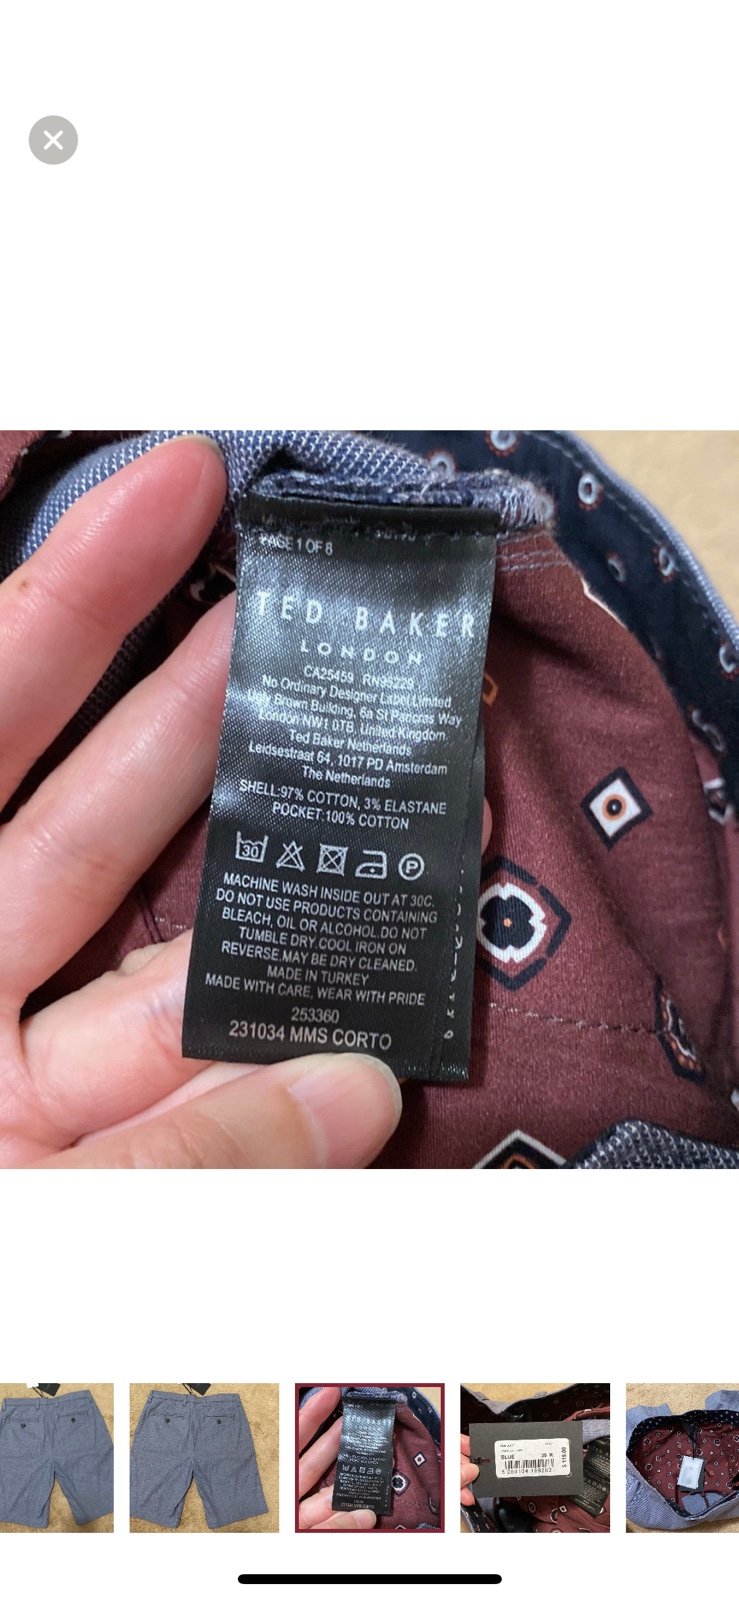 PAGE 1 OF 8
TED BAKER
LONDON
CA25459 RN96229
No Ordinary Designer Label Limited
Ugly Brown Building, 6a St Pancras Way
London NW1 0TB, United Kingdom
Ted Baker Netherlands
Leidsestraat 64, 1017 PD Amsterdam
The Netherlands
SHELL:97% COTTON, 3% ELASTANE
POCKET:100% COTTON
30
P
MACHINE WASH INSIDE OUT AT 30C.
DO NOT USE PRODUCTS CONTAINING
BLEACH, OIL OR ALCOHOL.DO NOT
TUMBLE DRY.COOL IRON ON
REVERSE.MAY BE DRY CLEANED.
MADE IN TURKEY
MADE WITH CARE, WEAR WITH PRIDE
253360
231034 MMS CORTO
TED BAKER
BLUE